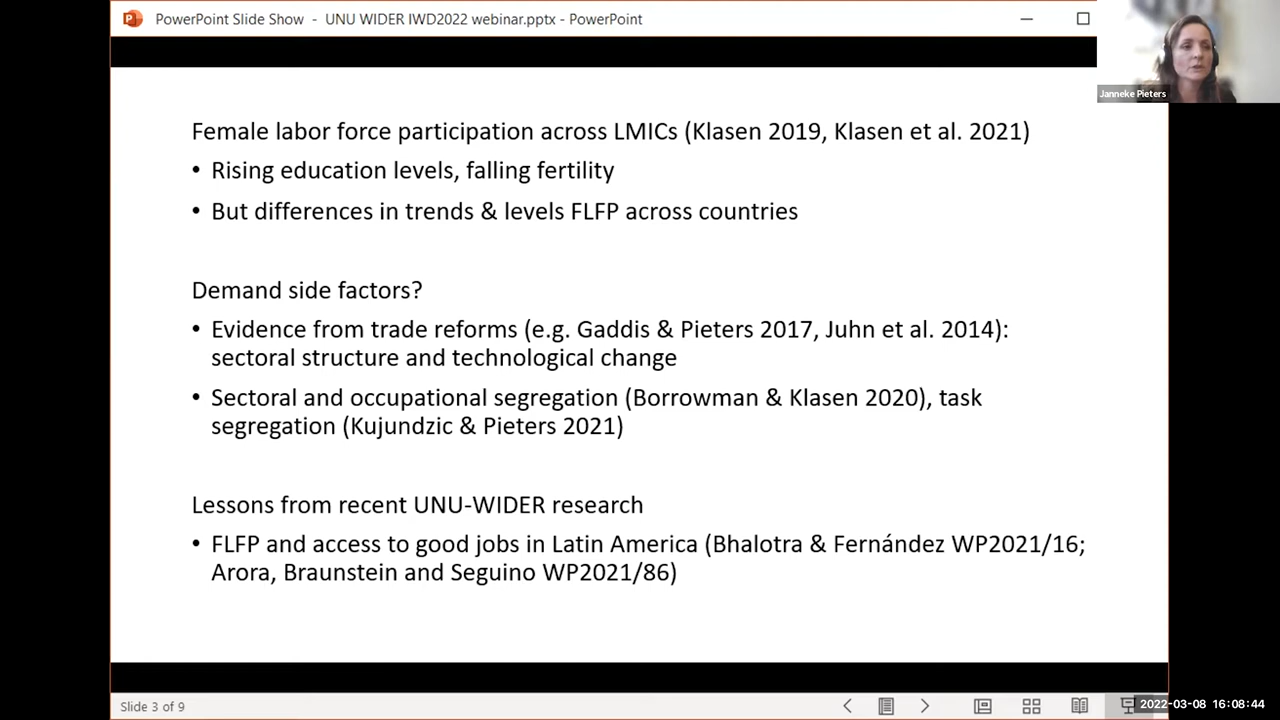 PowerPoint Slide Show - UNU WIDER IWD2022 webinar.pptx - PowerPoint
Janneke Pieters
Female labor force participation across LMICs (Klasen 2019, Klasen et al. 2021)
• Rising education levels, falling fertility
• But differences in trends & levels FLFP across countries
Demand side factors?
• Evidence from trade reforms (e.g. Gaddis & Pieters 2017, Juhn et al. 2014):
sectoral structure and technological change
• Sectoral and occupational segregation (Borrowman & Klasen 2020), task
segregation (Kujundzic & Pieters 2021)
Lessons from recent UNU-WIDER research
• FLFP and access to good jobs in Latin America (Bhalotra & Fernández WP2021/16;
Arora, Braunstein and Seguino WP2021/86)
Slide 3 of 9
2022-03-08 16:08:44